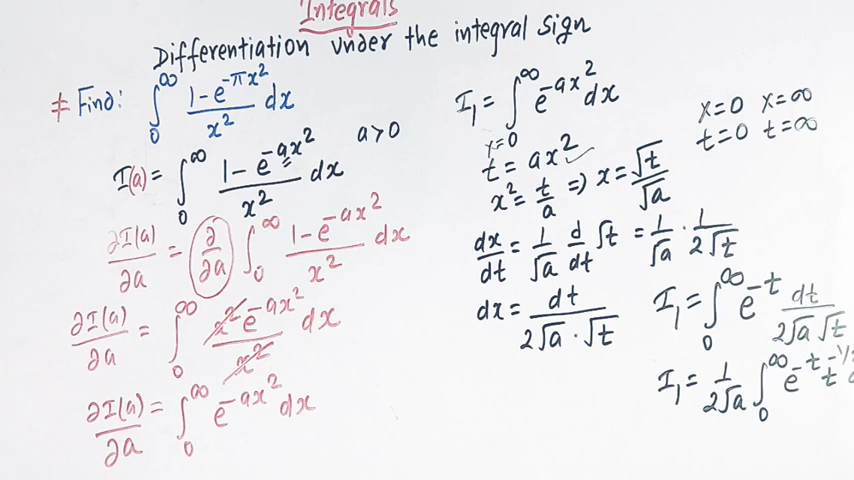 Integrals
Differentiation under the integral sign
≠ Find: ∫₀^∞ (1-e^{-πx²})/x² dx
I(a) = ∫₀^∞ (1-e^{-ax²})/x² dx a>0
∂I(a)/∂a = ∂/∂a ∫₀^∞ (1-e^{-ax²})/x² dx
∂I(a)/∂a = ∫₀^∞ x²e^{-ax²}/x² dx
∂I(a)/∂a = ∫₀^∞ e^{-ax²} dx
I₁ = ∫_{x=0}^∞ e^{-ax²} dx
x=0 x=∞
t=0 t=∞
t = ax² ✓
x² = t/a => x = √t/√a
dx/dt = 1/√a d/dt √t = 1/√a · 1/2√t
dx = dt/(2√a · √t)
I₁ = ∫₀^∞ e^{-t} dt/(2√a √t)
I₁ = 1/2√a ∫₀^∞ e^{-t} t^{-1/